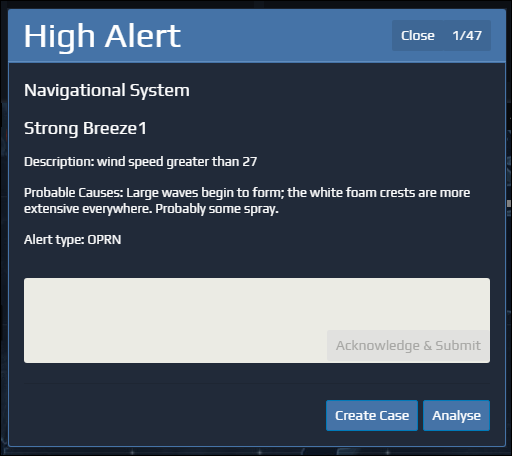 High Alert
Close 1/47
Navigational System
Strong Breeze1
Description: wind speed greater than 27
Probable Causes: Large waves begin to form; the white foam crests are more
extensive everywhere. Probably some spray.
Alert type: OPRN
Acknowledge & Submit
Create Case Analyse